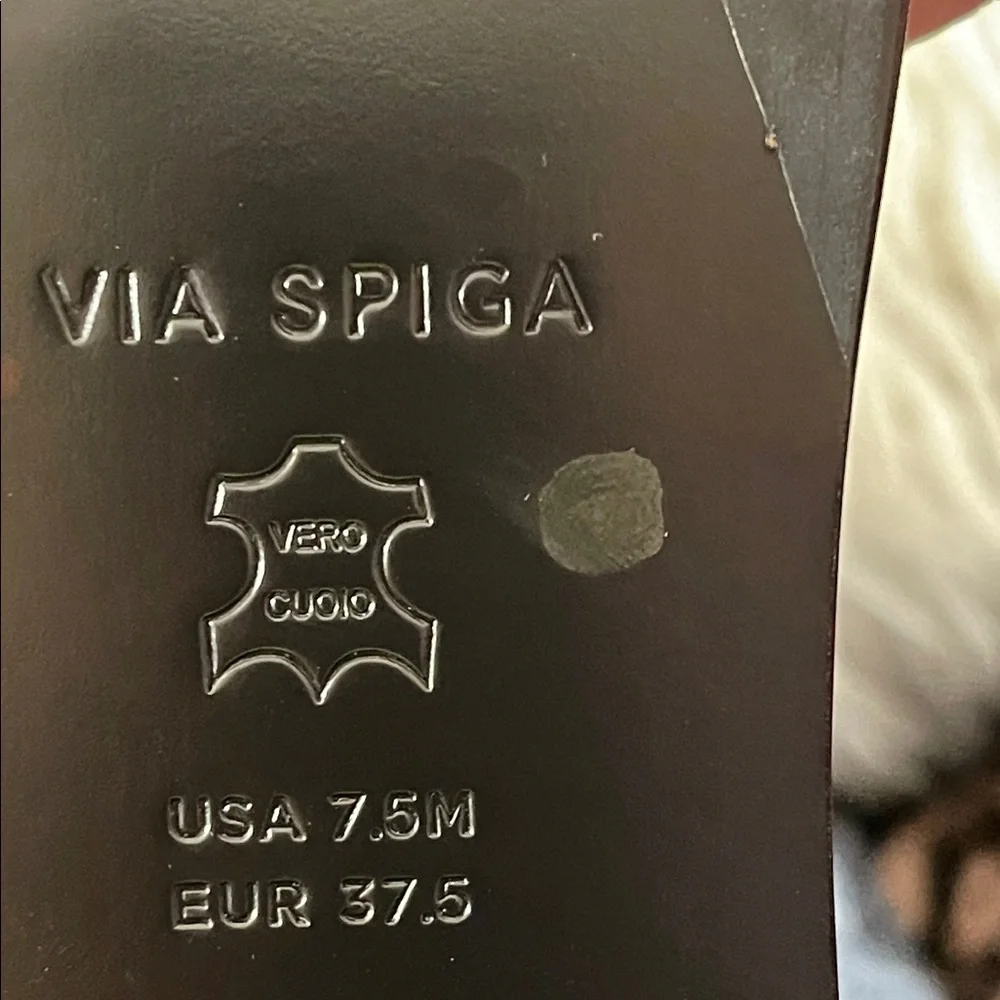 VIA SPIGA
VERO
CUOIO
USA 7.5M
EUR 37.5